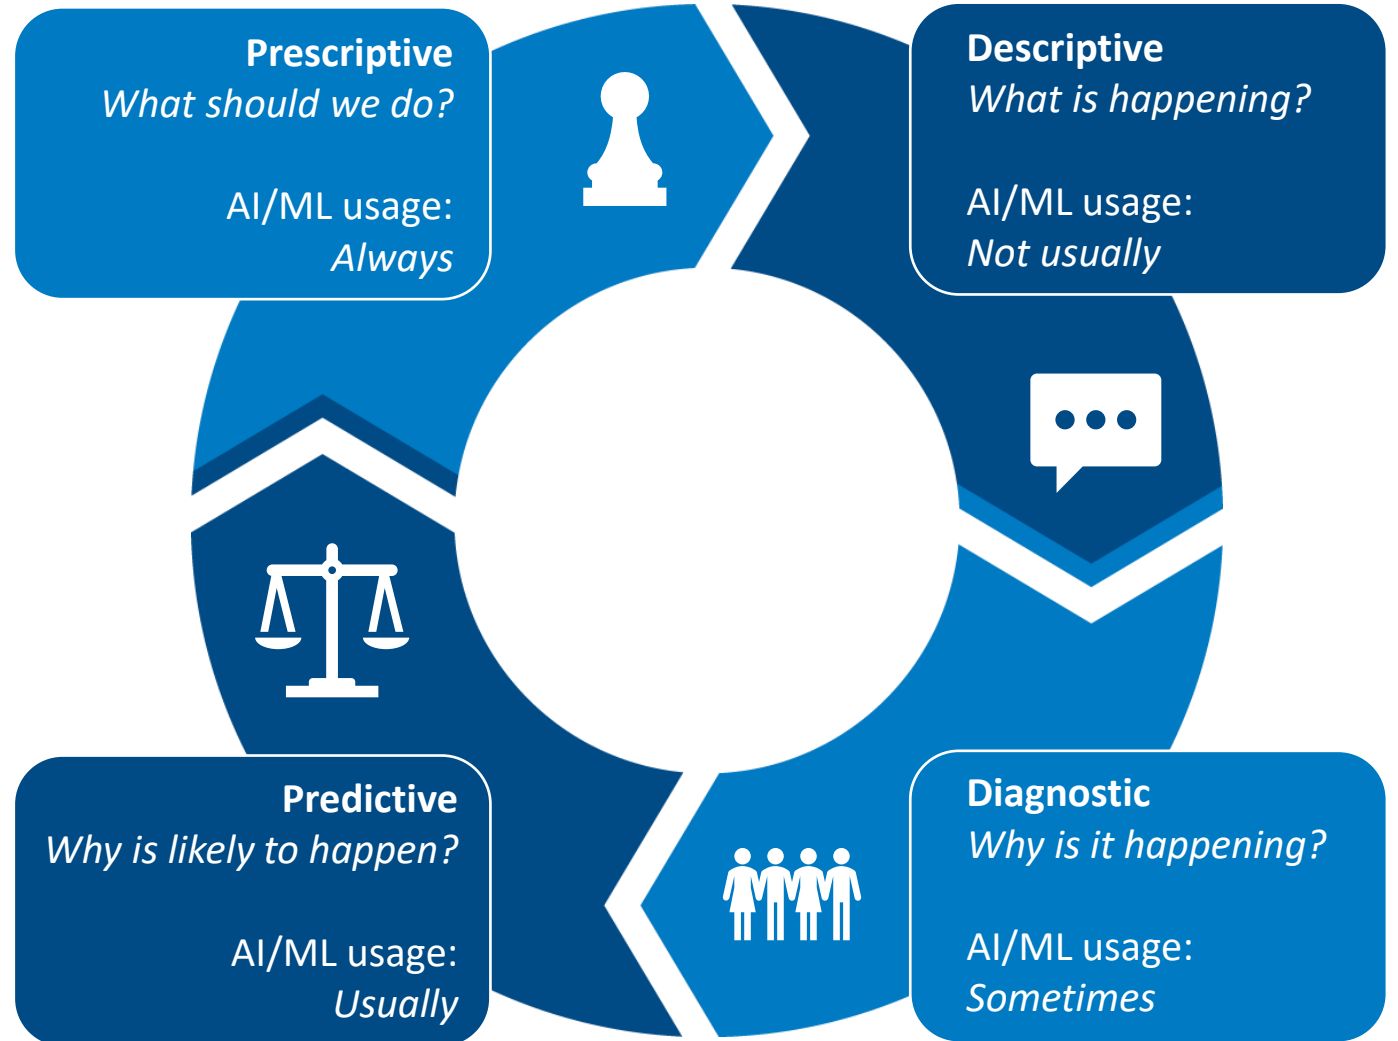 Prescriptive
What should we do?
AI/ML usage:
Always
Descriptive
What is happening?
AI/ML usage:
Not usually
Predictive
Why is likely to happen?
AI/ML usage:
Usually
Diagnostic
Why is it happening?
AI/ML usage:
Sometimes